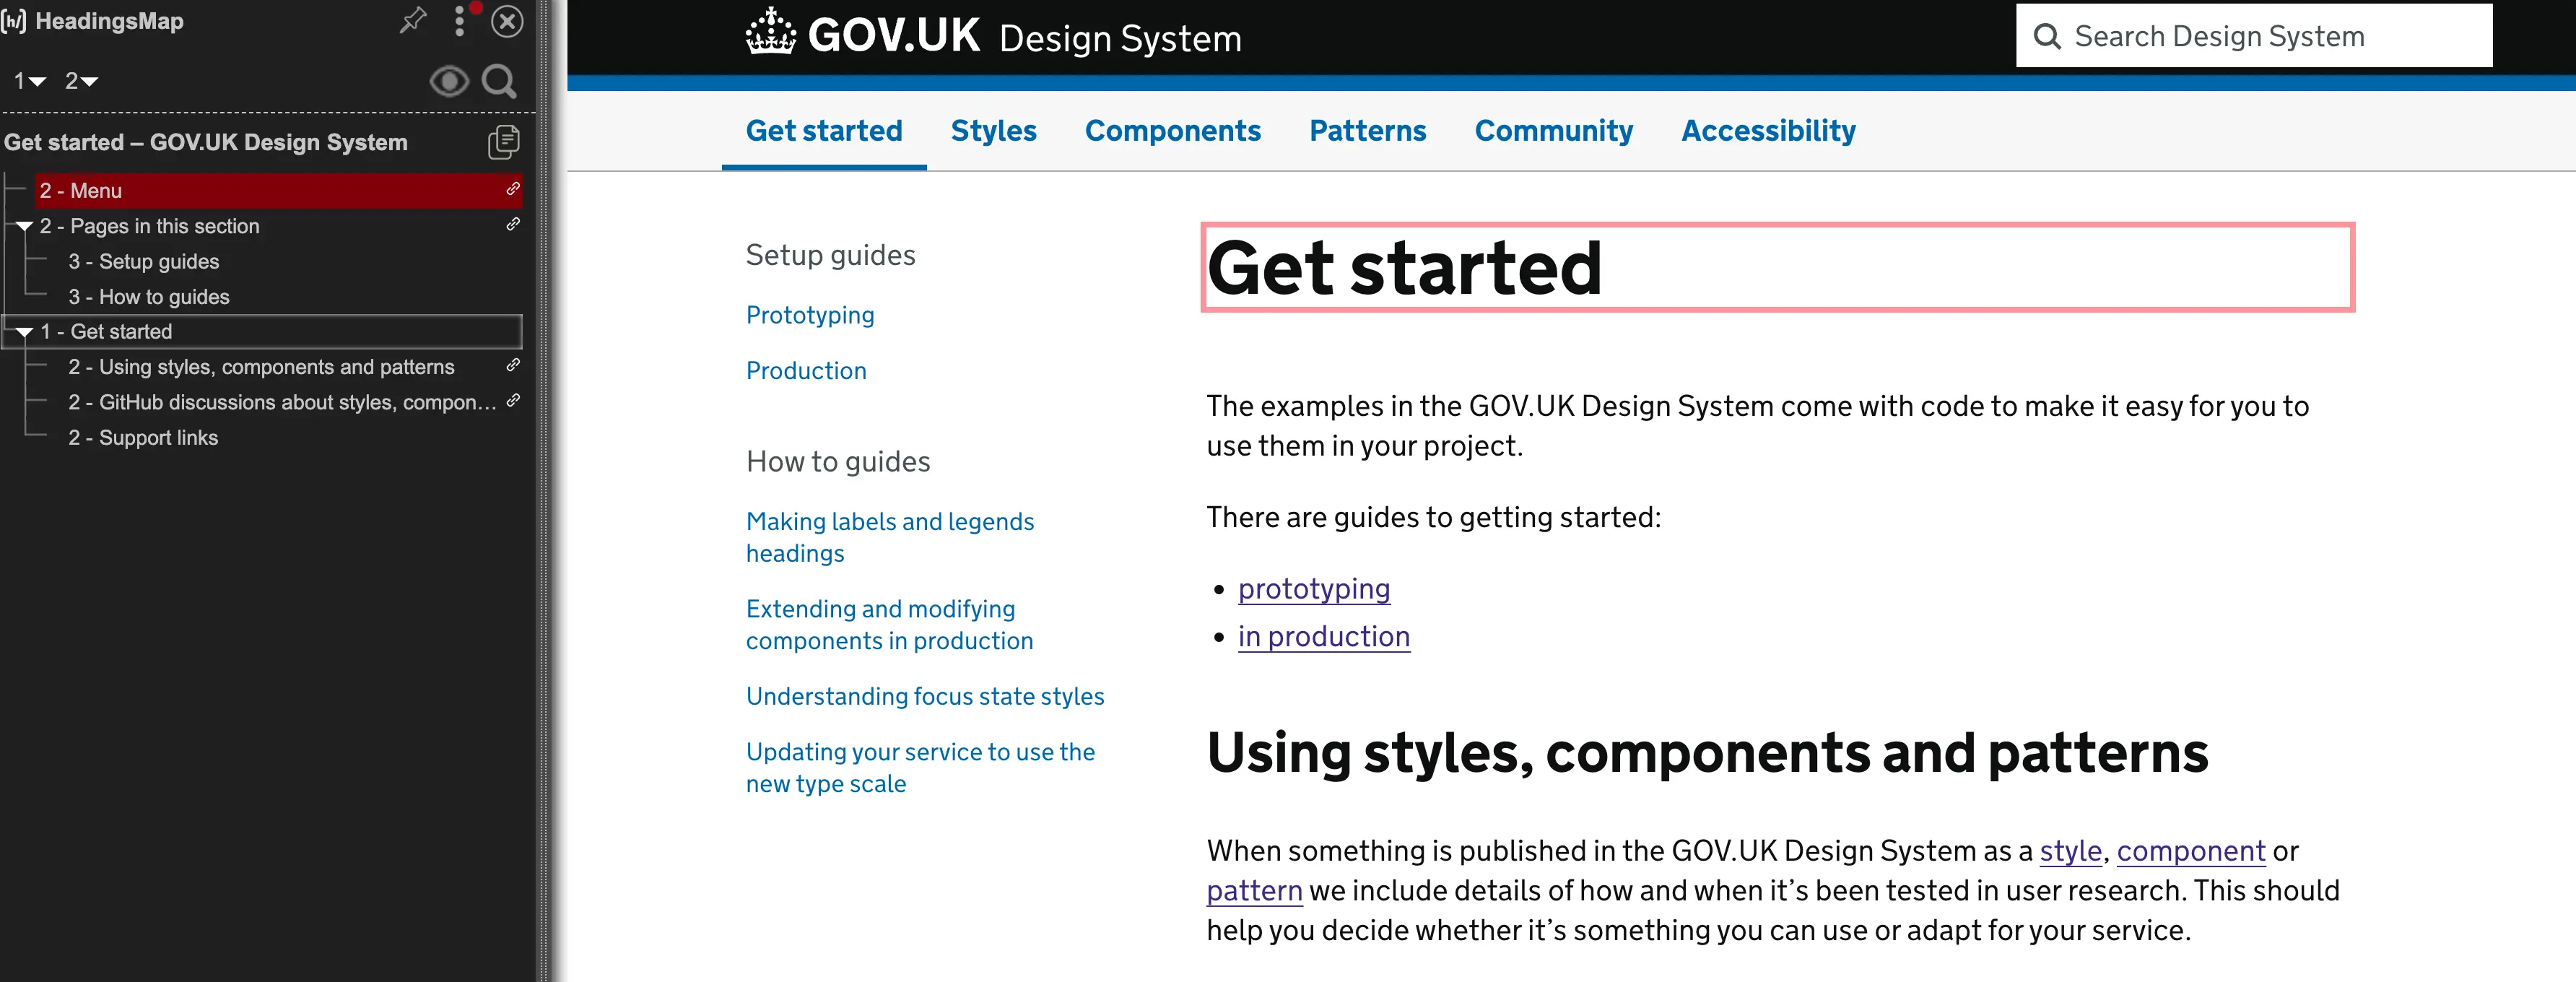 [h/] HeadingsMap
1 2
Get started – GOV.UK Design System
2 - Menu
2 - Pages in this section
3 - Setup guides
3 - How to guides
1 - Get started
2 - Using styles, components and patterns
2 - GitHub discussions about styles, compon...
2 - Support links
GOV.UK Design System
Search Design System
Get started Styles Components Patterns Community Accessibility
Setup guides
Prototyping
Production
How to guides
Making labels and legends
headings
Extending and modifying
components in production
Understanding focus state styles
Updating your service to use the
new type scale
Get started
The examples in the GOV.UK Design System come with code to make it easy for you to
use them in your project.
There are guides to getting started:
• prototyping
• in production
Using styles, components and patterns
When something is published in the GOV.UK Design System as a style, component or
pattern we include details of how and when it’s been tested in user research. This should
help you decide whether it’s something you can use or adapt for your service.